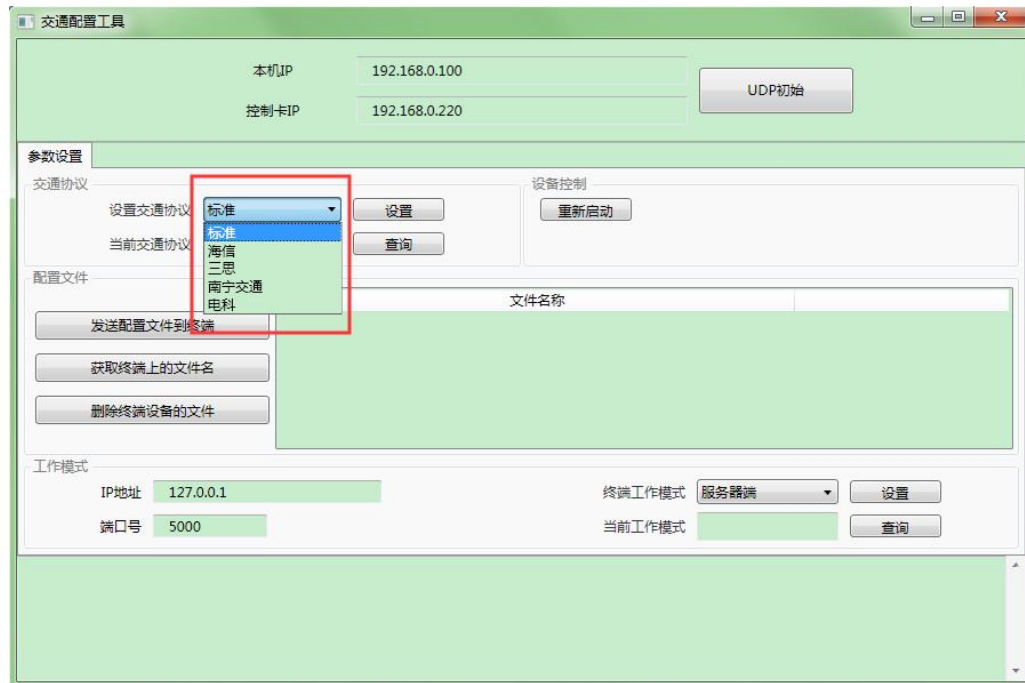 交通配置工具
本机IP 192.168.0.100
UDP初始
控制卡IP 192.168.0.220
参数设置
交通协议
设备控制
设置交通协议 标准 设置 重新启动
标准
当前交通协议 查询
海信
三思
南宁交通
电科
配置文件
文件名称
发送配置文件到终端
获取终端上的文件名
删除终端设备的文件
工作模式
IP地址 127.0.0.1 终端工作模式 服务器端 设置
端口号 5000 当前工作模式 查询